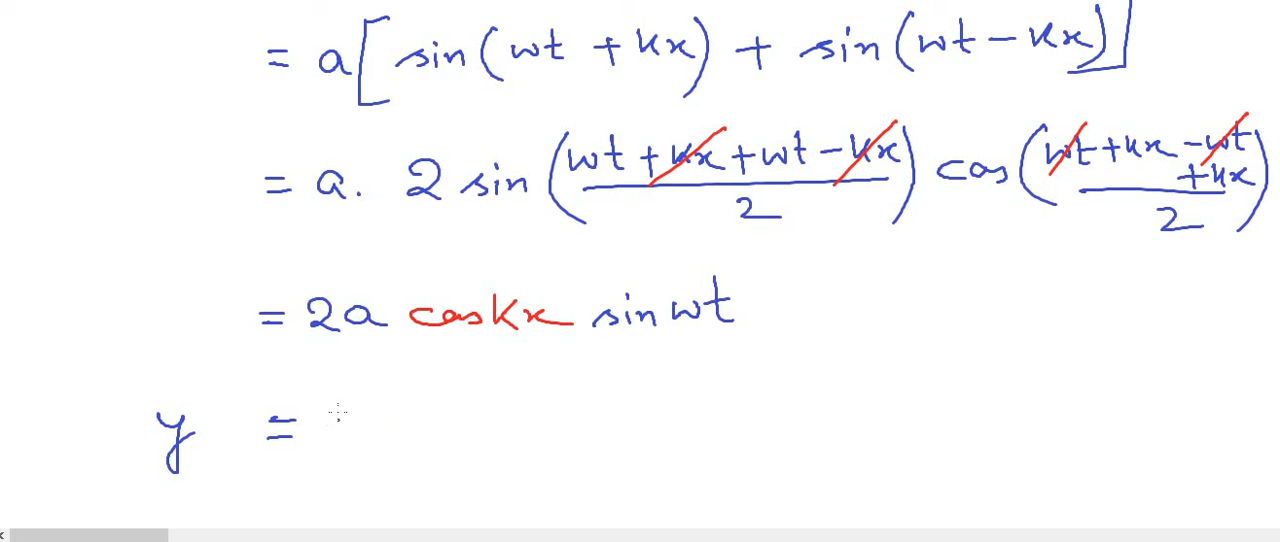 = a[sin(wt + kx) + sin(wt - kx)]
= a. 2 sin((wt + kx + wt - kx)/2) cos((wt + kx - wt + kx)/2)
= 2a cos kx sin wt
y =